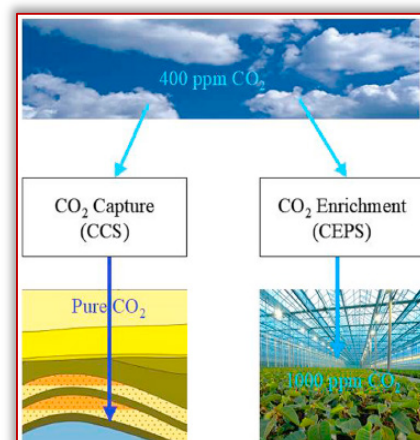 400 ppm CO₂
CO₂ Capture
(CCS)
CO₂ Enrichment
(CEPS)
Pure CO₂
1000 ppm CO₂